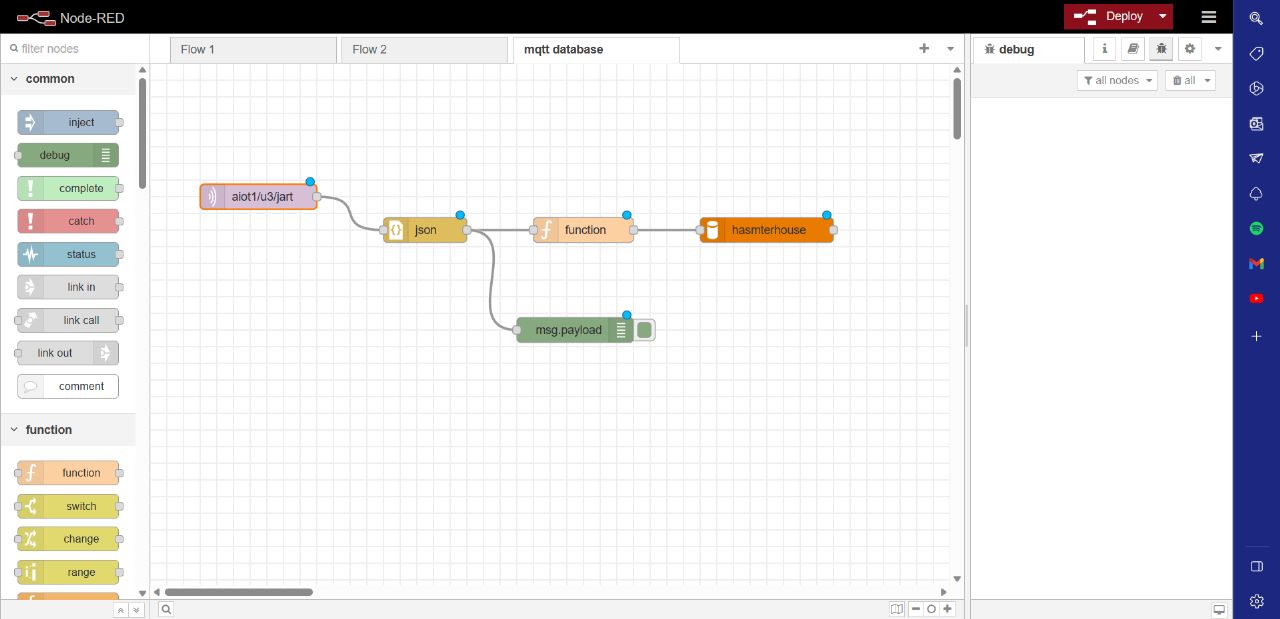 Node-RED
Deploy
filter nodes
Flow 1
Flow 2
mqtt database
debug
i
all nodes
all
common
inject
debug
complete
catch
status
link in
link call
link out
comment
function
function
switch
change
range
aiot1/u3/jart
json
function
hasmterhouse
msg.payload